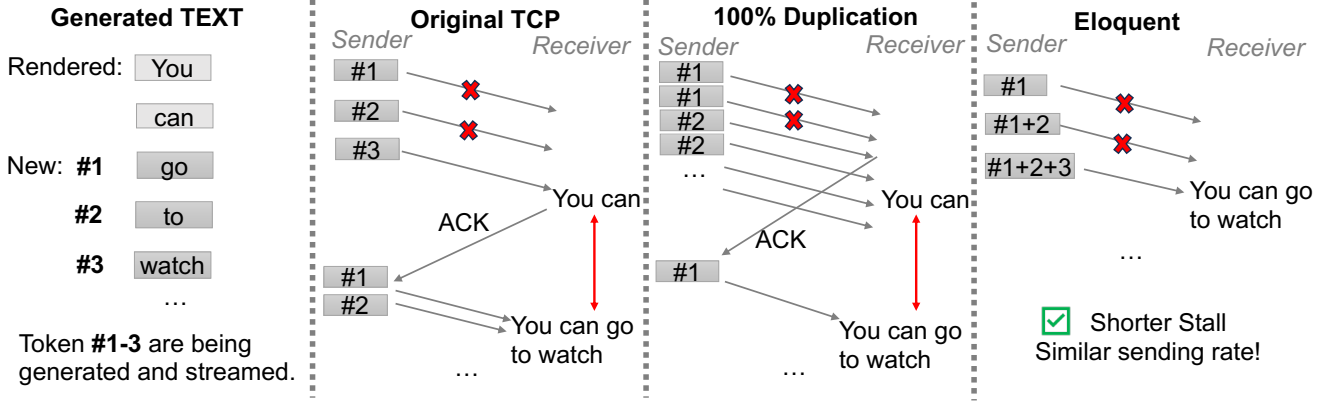 Generated TEXT
Rendered: You
can
New: #1 go
#2 to
#3 watch
…
Token #1-3 are being
generated and streamed.
Original TCP
Sender Receiver
#1
#2
#3
You can
ACK
#1
#2
You can go
to watch
…
100% Duplication
Sender Receiver
#1
#1
#2
#2
…
You can
ACK
#1
You can go
to watch
…
Eloquent
Sender Receiver
#1
#1+2
#1+2+3
You can go
to watch
…
Shorter Stall
Similar sending rate!